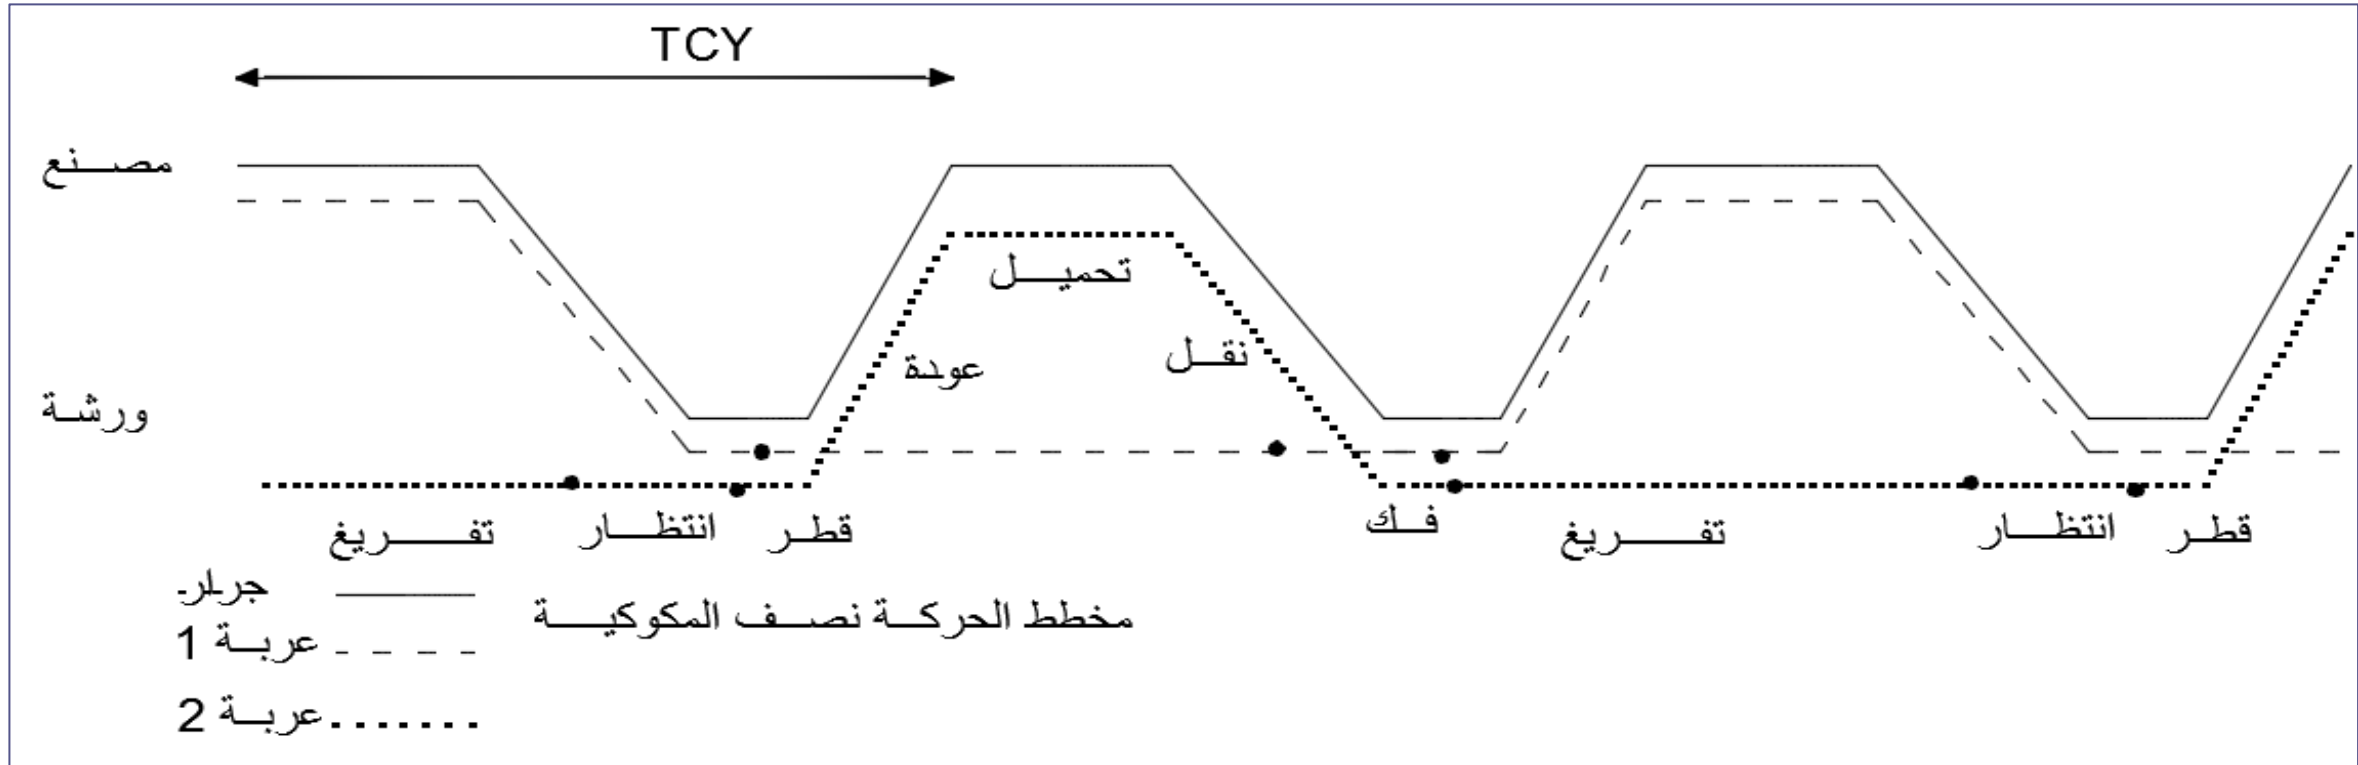 TCY
مصنع
تحميل
نقل
عودة
ورشة
قطر انتظار تفريغ فك تفريغ انتظار قطر
جرار
مخطط الحركة نصف المكوكية
عربة 1
عربة 2